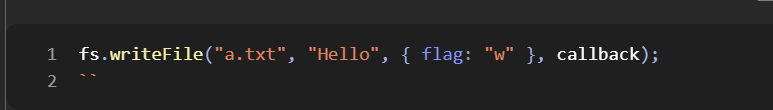 1 fs.writeFile("a.txt", "Hello", { flag: "w" }, callback);
2 ``